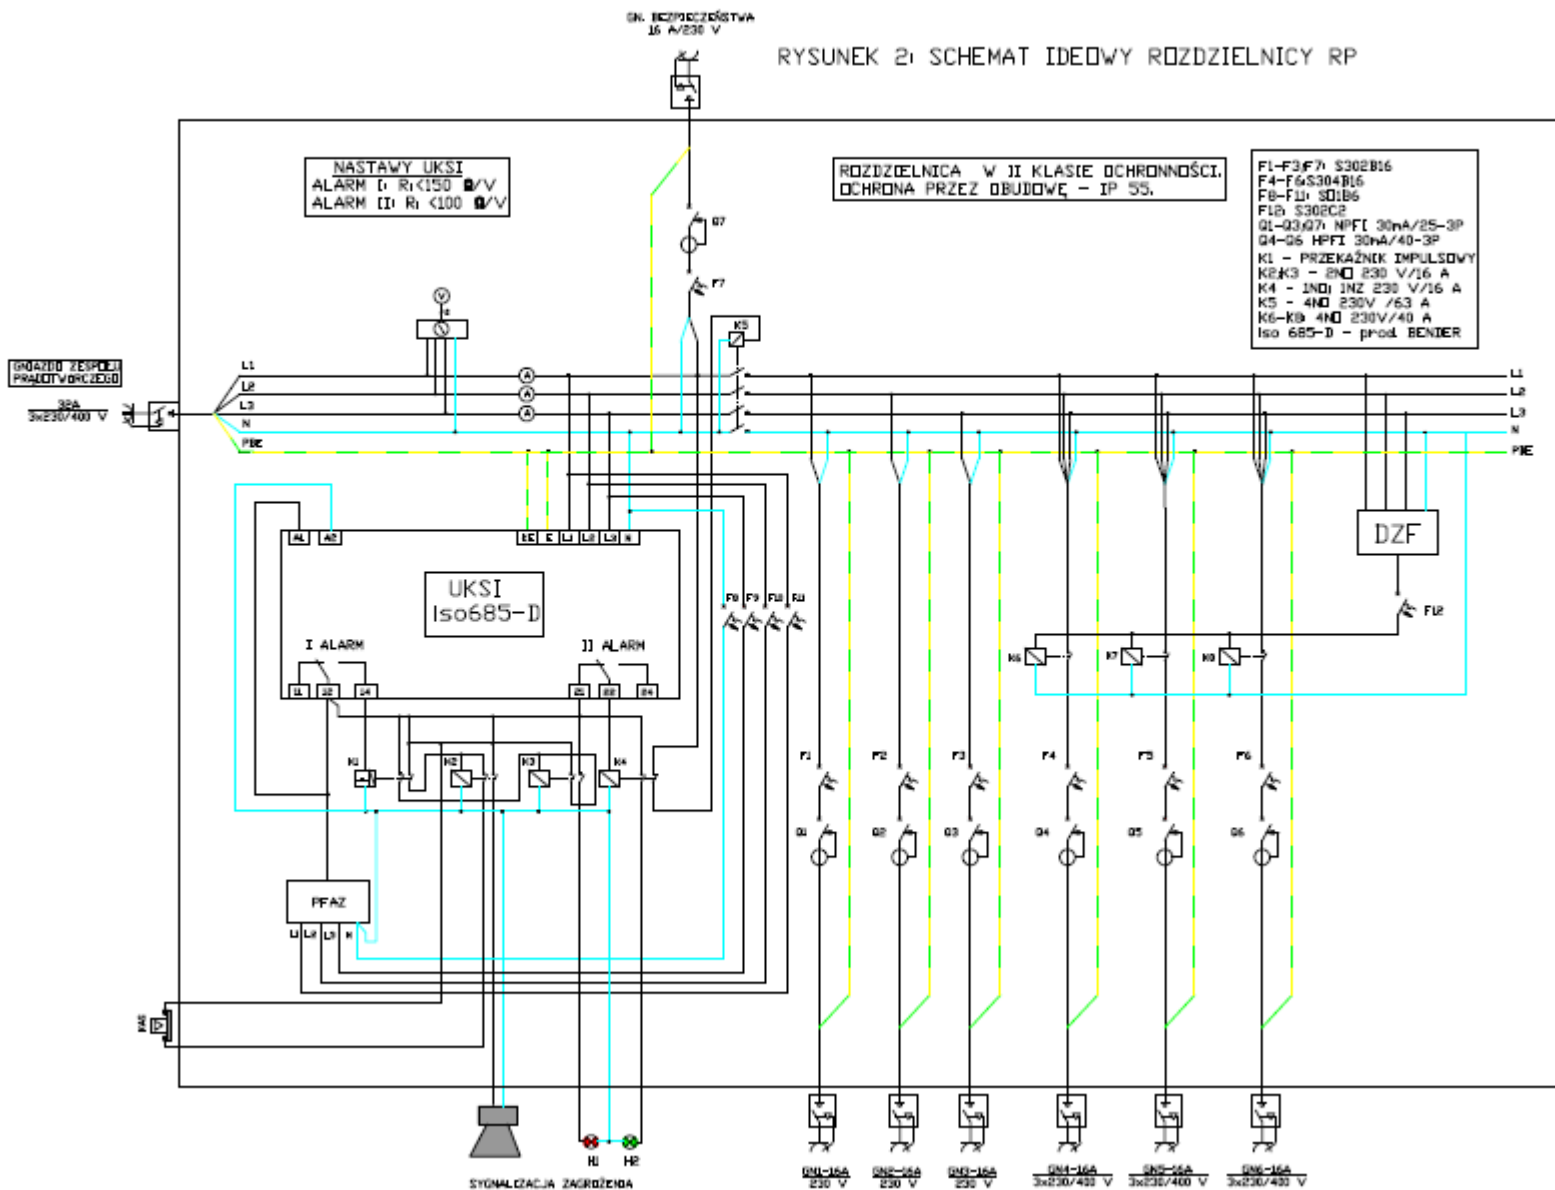 GN. BEZPIECZEŃSTWA
16 A/230 V
RYSUNEK 2: SCHEMAT IDEOWY ROZDZIELNICY RP
NASTAWY UKSI
ALARM I: R:<150 Ω/V
ALARM II: R: <100 Ω/V
ROZDZIELNICA W II KLASIE OCHRONNOŚCI.
OCHRONA PRZEZ OBUDOWĘ - IP 55.
F1-F3,F7: S302B16
F4-F6:S304B16
F8-F11: S01B6
F12: S302C2
Q1-Q3,Q7: NPFI 30mA/25-3P
Q4-Q6 HPFI 30mA/40-3P
K1 - PRZEKAŹNIK IMPULSOWY
K2,K3 - 2NO 230 V/16 A
K4 - 1NO; 1NZ 230 V/16 A
K5 - 4NO 230V /63 A
K6-K8: 4NO 230V/40 A
Iso 685-D - prod. BENDER
Q7
F7
V
K5
GNIAZDO ZESPOŁU
PRĄDOTWÓRCZEGO
32A
3x230/400 V
L1
L2
L3
N
PBE
A
A
A
L1
L2
L3
N
PBE
A1
A2
KE
E
L1
L2
L3
N
DZF
UKSI
Iso685-D
F8
F9
F10
F11
F12
I ALARM
II ALARM
11
12
14
21
22
24
K6
K7
K8
K1
K2
K3
K4
F1
F2
F3
F4
F5
F6
Q1
Q2
Q3
Q4
Q5
Q6
PFAZ
L1
L2
L3
N
KAS
H1
H2
SYGNALIZACJA ZAGROŻENIA
GN1-16A
230 V
GN2-16A
230 V
GN3-16A
230 V
GN4-16A
3x230/400 V
GN5-16A
3x230/400 V
GN6-16A
3x230/400 V